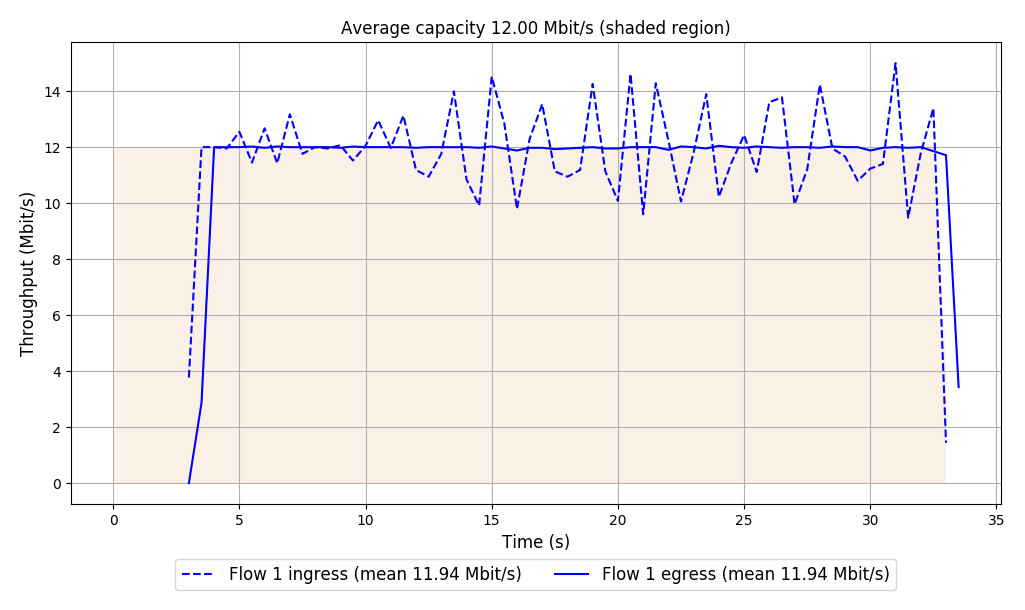 Average capacity 12.00 Mbit/s (shaded region)
Throughput (Mbit/s)
14
12
10
8
6
4
2
0
0 5 10 15 20 25 30 35
Time (s)
Flow 1 ingress (mean 11.94 Mbit/s) Flow 1 egress (mean 11.94 Mbit/s)